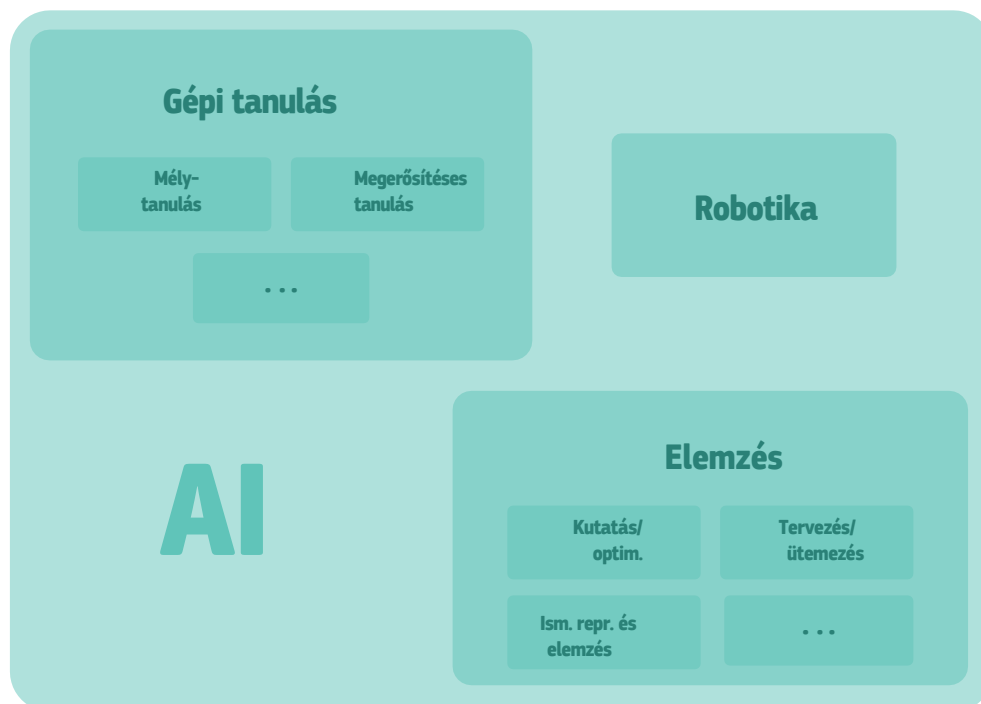 Gépi tanulás
Mély-
tanulás
Megerősítéses
tanulás
...
Robotika
AI
Elemzés
Kutatás/
optim.
Tervezés/
ütemezés
Ism. repr. és
elemzés
...